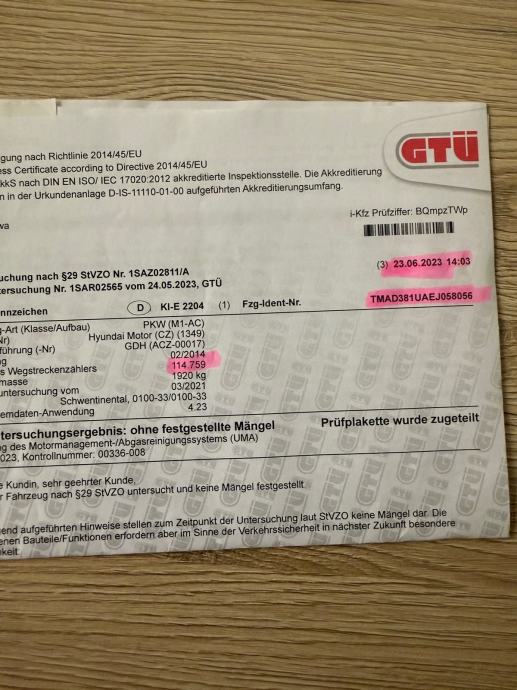 GTÜ
gung nach Richtlinie 2014/45/EU
ess Certificate according to Directive 2014/45/EU
kkS nach DIN EN ISO/ IEC 17020:2012 akkreditierte Inspektionsstelle. Die Akkreditierung
n in der Urkundenanlage D-IS-11110-01-00 aufgeführten Akkreditierungsumfang.
va
i-Kfz Prüfziffer: BQmpzTWp
(3) 23.06.2023 14:03
uchung nach §29 StVZO Nr. 1SAZ02811/A
tersuchung Nr. 1SAR02565 vom 24.05.2023, GTÜ
nnzeichen D KI-E 2204 (1) Fzg-Ident-Nr. TMAD381UAEJ058056
g-Art (Klasse/Aufbau) PKW (M1-AC)
Nr) Hyundai Motor (CZ) (1349)
führung (-Nr) GDH (ACZ-00017)
ng 02/2014
s Wegstreckenzählers 114.759
masse 1920 kg
untersuchung vom 03/2021
Schwentinental, 0100-33/0100-33
emdaten-Anwendung 4.23
tersuchungsergebnis: ohne festgestellte Mängel Prüfplakette wurde zugeteilt
ng des Motormanagement-/Abgasreinigungssystems (UMA)
023, Kontrollnummer: 00336-008
e Kundin, sehr geehrter Kunde,
r Fahrzeug nach §29 StVZO untersucht und keine Mängel festgestellt.
end aufgeführten Hinweise stellen zum Zeitpunkt der Untersuchung laut StVZO keine Mängel dar. Die
enen Bauteile/Funktionen erfordern aber im Sinne der Verkehrssicherheit in nächster Zukunft besondere
keit.